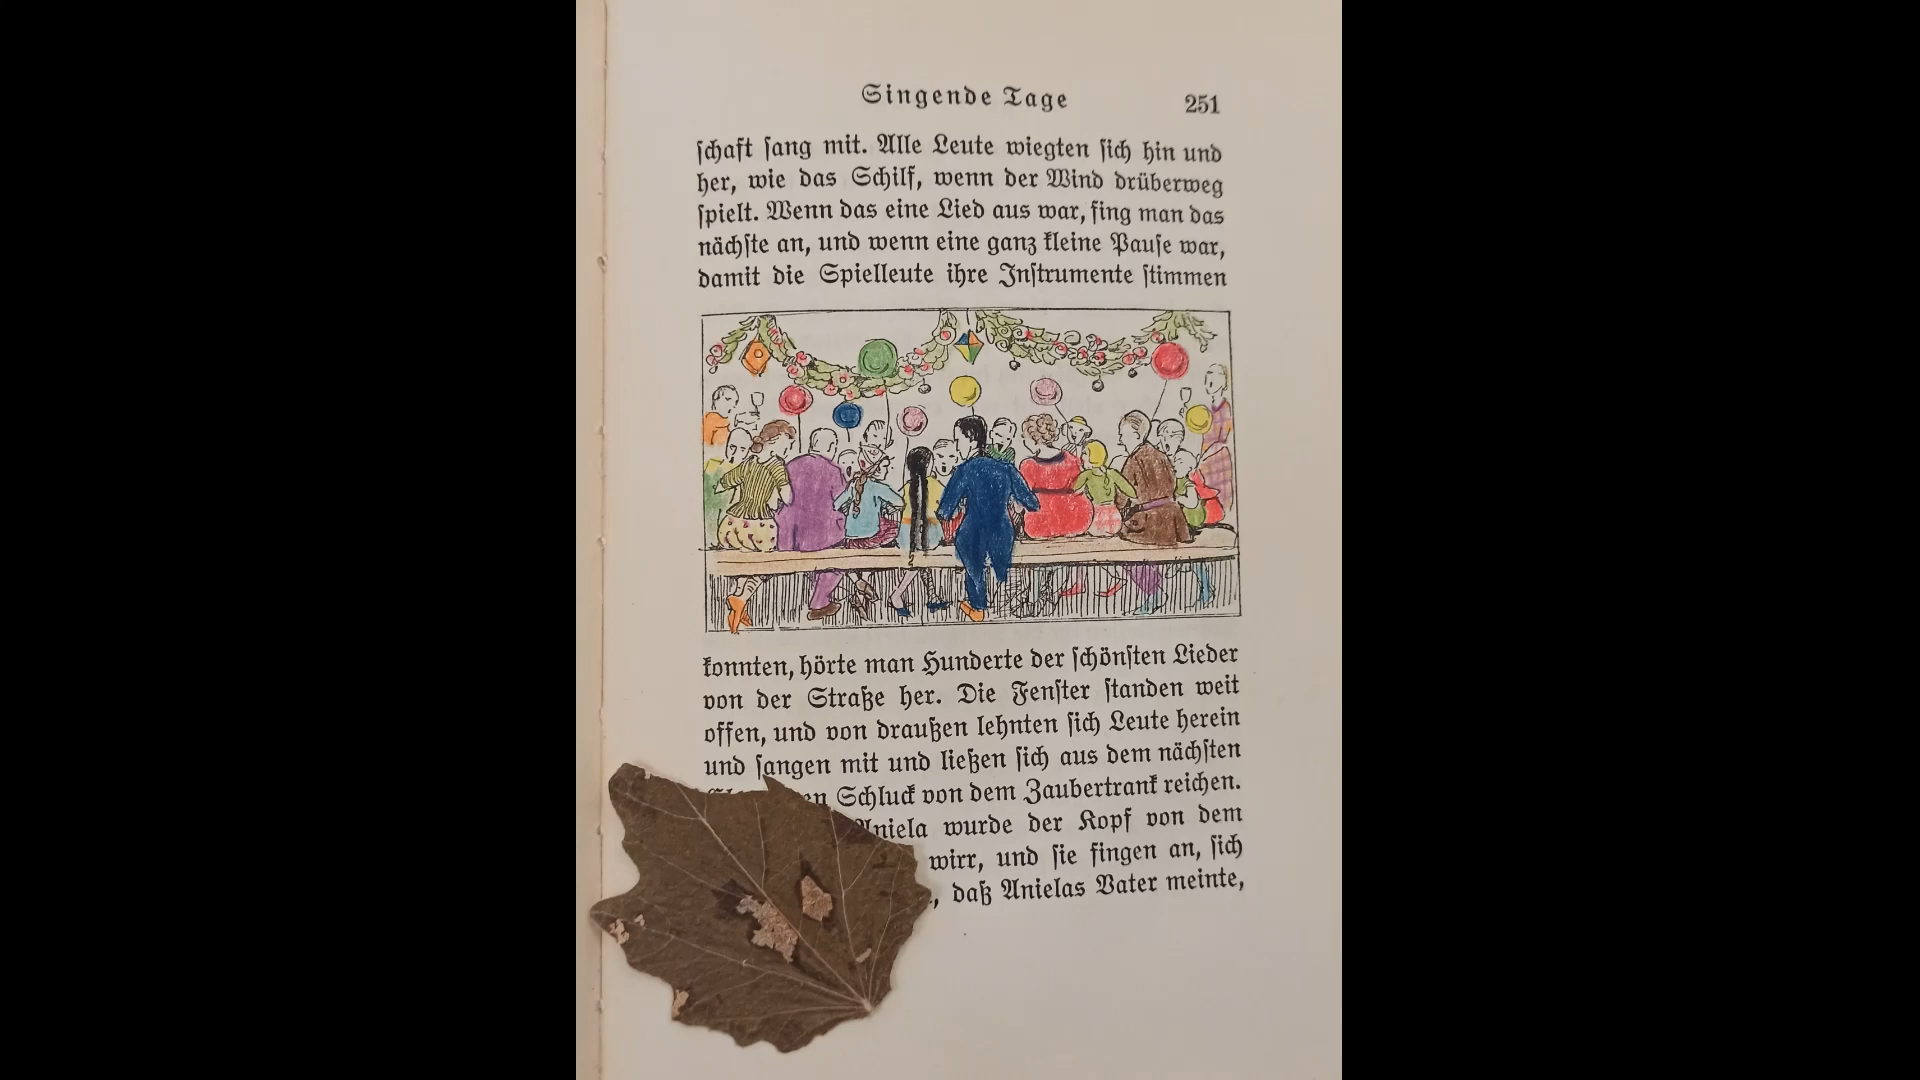 Singende Tage 251
schaft sang mit. Alle Leute wiegten sich hin und
her, wie das Schilf, wenn der Wind drüberweg
spielt. Wenn das eine Lied aus war, fing man das
nächste an, und wenn eine ganz kleine Pause war,
damit die Spielleute ihre Instrumente stimmen
konnten, hörte man Hunderte der schönsten Lieder
von der Straße her. Die Fenster standen weit
offen, und von draußen lehnten sich Leute herein
und sangen mit und ließen sich aus dem nächsten
Schluck von dem Zaubertrank reichen.
Aniela wurde der Kopf von dem
wirr, und sie fingen an, sich
, daß Anielas Vater meinte,